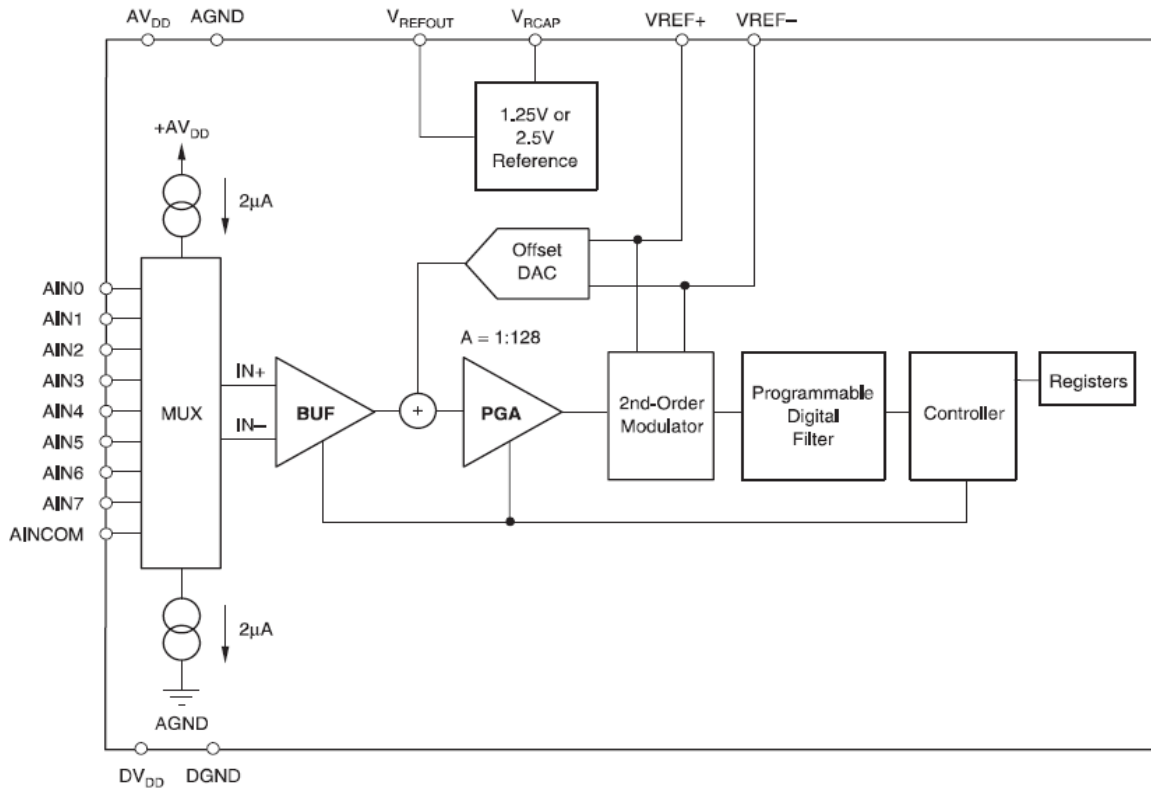 AVDD AGND VREFOUT VRCAP VREF+ VREF–
1.25V or
2.5V
Reference
+AVDD
2µA
Offset
DAC
AIN0
AIN1
AIN2
AIN3
AIN4
AIN5
AIN6
AIN7
AINCOM
MUX
IN+
IN–
BUF
+
A = 1:128
PGA
2nd-Order
Modulator
Programmable
Digital
Filter
Controller
Registers
2µA
AGND
DVDD DGND